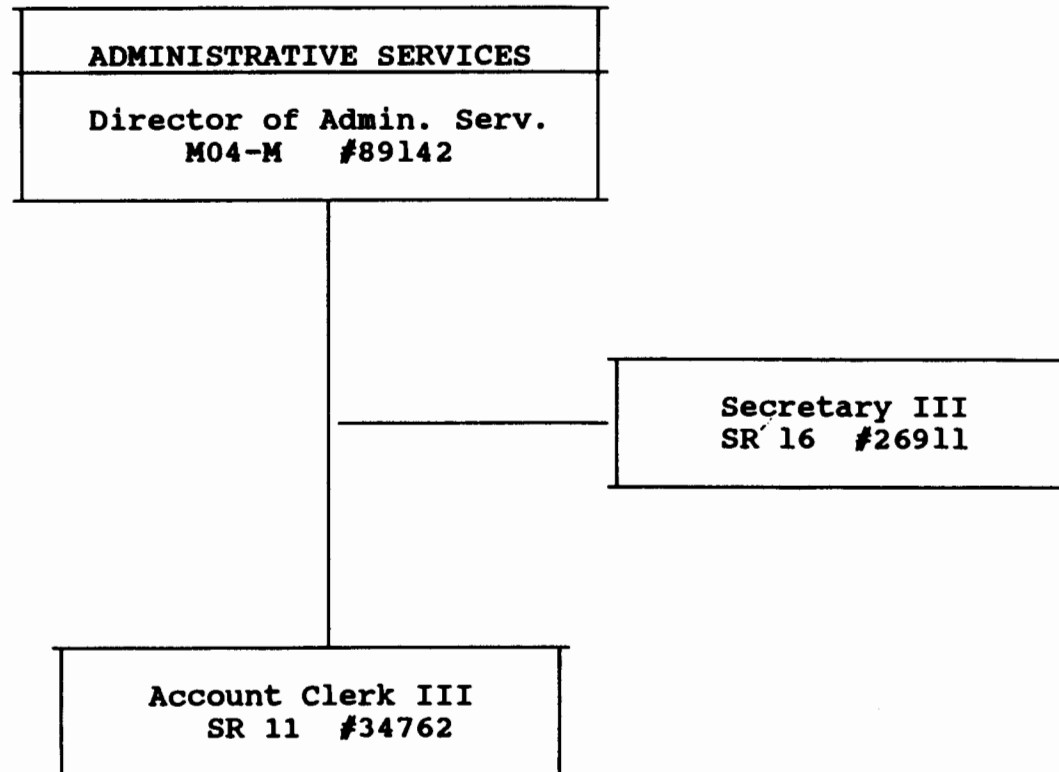 ADMINISTRATIVE SERVICES
Director of Admin. Serv.
M04-M #89142
Secretary III
SR 16 #26911
Account Clerk III
SR 11 #34762